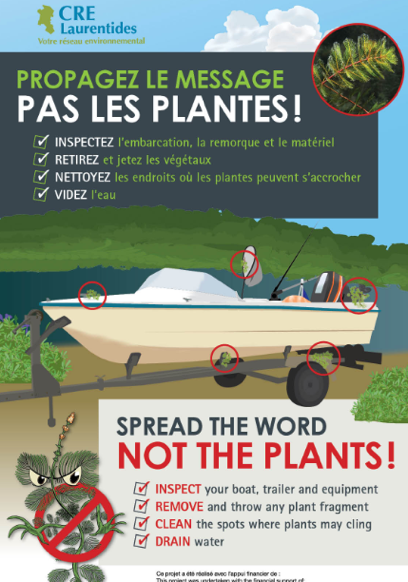 CRE
Laurentides
Votre réseau environnemental
PROPAGEZ LE MESSAGE
PAS LES PLANTES!
INSPECTEZ l'embarcation, la remorque et le matériel
RETIREZ et jetez les végétaux
NETTOYEZ les endroits où les plantes peuvent s'accrocher
VIDEZ l'eau
SPREAD THE WORD
NOT THE PLANTS!
INSPECT your boat, trailer and equipment
REMOVE and throw any plant fragment
CLEAN the spots where plants may cling
DRAIN water
Ce projet a été réalisé avec l'appui financier de :
This project was undertaken with the financial support of: